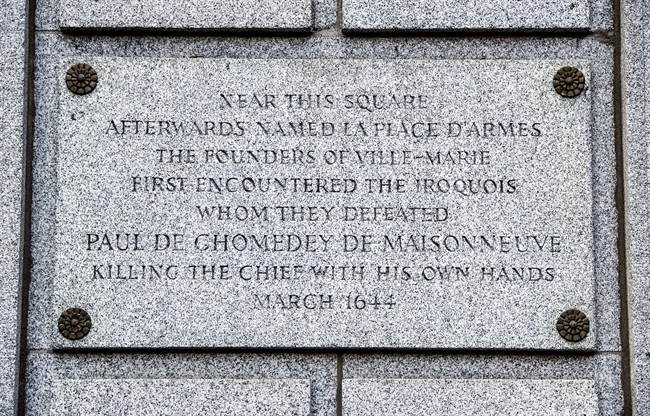 NEAR THIS SQUARE
AFTERWARDS NAMED LA PLACE D'ARMES
THE FOUNDERS OF VILLE-MARIE
FIRST ENCOUNTERED THE IROQUOIS
WHOM THEY DEFEATED
PAUL DE CHOMEDEY DE MAISONNEUVE
KILLING THE CHIEF WITH HIS OWN HANDS
MARCH 1644